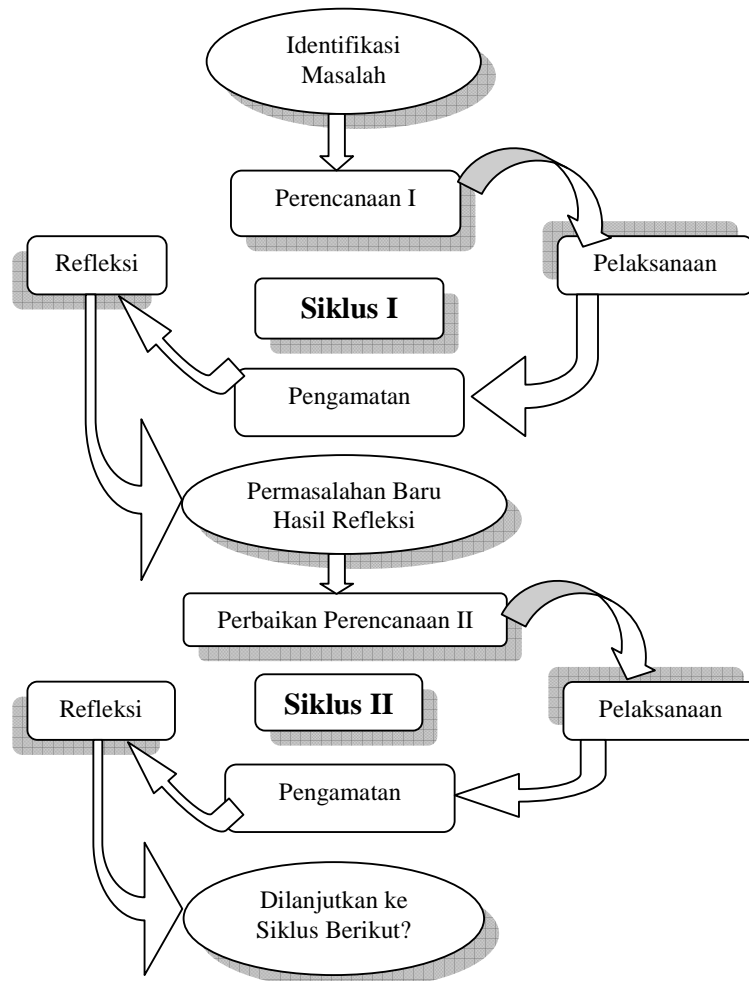 Identifikasi
Masalah
Perencanaan I
Refleksi
Pelaksanaan
Siklus I
Pengamatan
Permasalahan Baru
Hasil Refleksi
Perbaikan Perencanaan II
Refleksi
Siklus II
Pelaksanaan
Pengamatan
Dilanjutkan ke
Siklus Berikut?